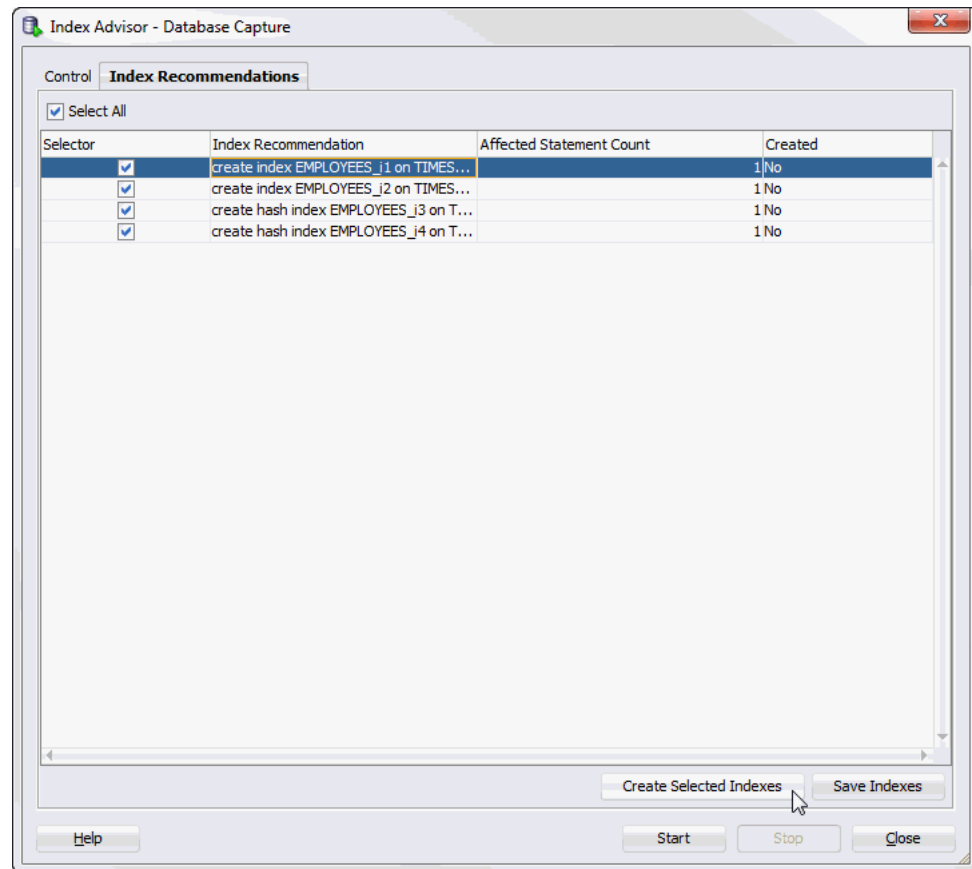 Index Advisor - Database Capture
Control Index Recommendations
Select All
Selector Index Recommendation Affected Statement Count Created
create index EMPLOYEES_i1 on TIMES... 1 No
create index EMPLOYEES_i2 on TIMES... 1 No
create hash index EMPLOYEES_i3 on T... 1 No
create hash index EMPLOYEES_i4 on T... 1 No
Create Selected Indexes Save Indexes
Help Start Stop Close